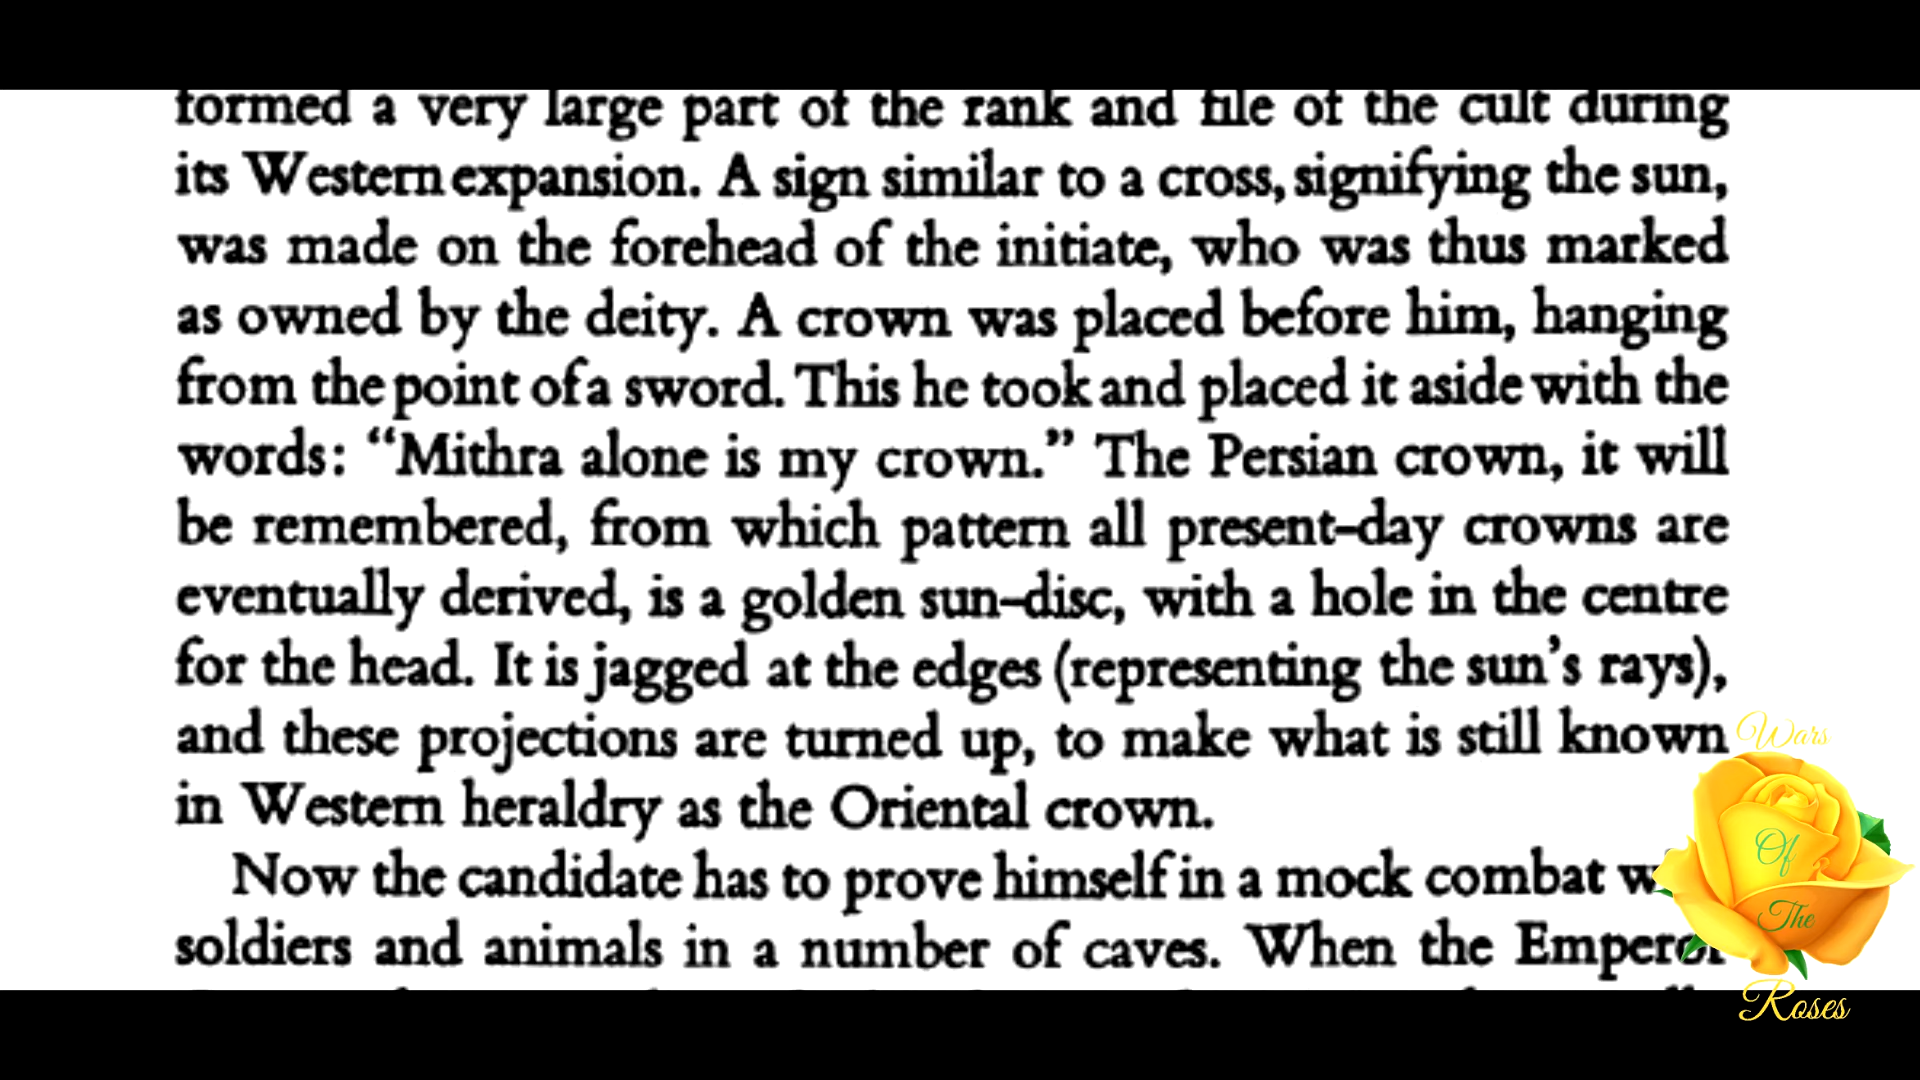 formed a very large part of the rank and file of the cult during
its Western expansion. A sign similar to a cross, signifying the sun,
was made on the forehead of the initiate, who was thus marked
as owned by the deity. A crown was placed before him, hanging
from the point of a sword. This he took and placed it aside with the
words: “Mithra alone is my crown.” The Persian crown, it will
be remembered, from which pattern all present-day crowns are
eventually derived, is a golden sun-disc, with a hole in the centre
for the head. It is jagged at the edges (representing the sun’s rays),
and these projections are turned up, to make what is still known
in Western heraldry as the Oriental crown.
Now the candidate has to prove himself in a mock combat
soldiers and animals in a number of caves. When the Emperor
Wars
Of
The
Roses